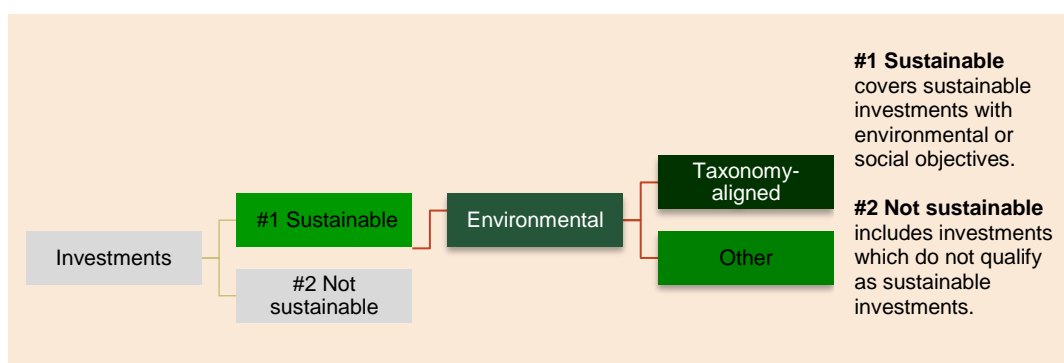 Investments
#1 Sustainable
#2 Not
sustainable
Environmental
Taxonomy-
aligned
Other
#1 Sustainable
covers sustainable
investments with
environmental or
social objectives.
#2 Not sustainable
includes investments
which do not qualify
as sustainable
investments.